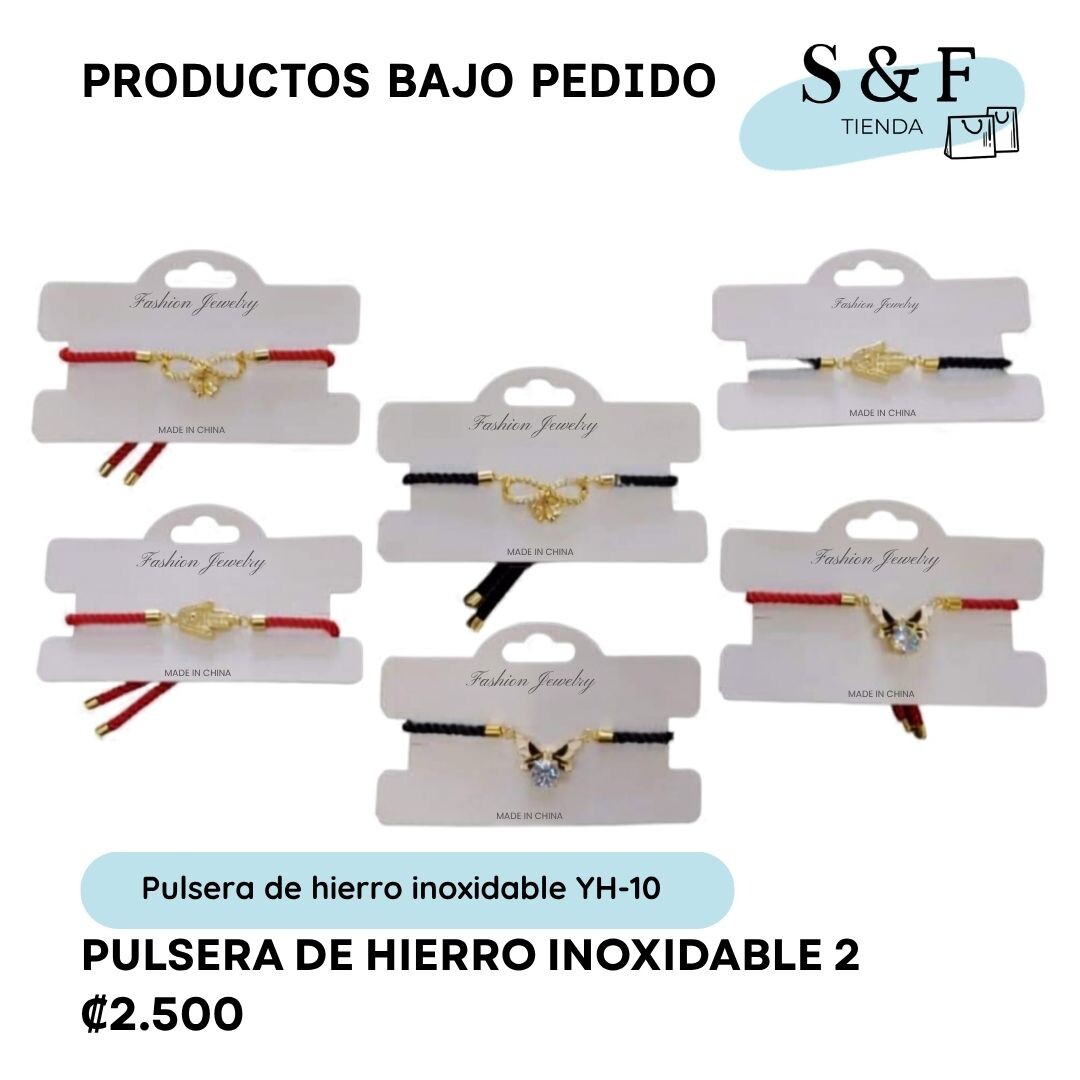 PRODUCTOS BAJO PEDIDO
S & F
TIENDA
Fashion Jewelry
MADE IN CHINA
Fashion Jewelry
MADE IN CHINA
Fashion Jewelry
MADE IN CHINA
Fashion Jewelry
MADE IN CHINA
Fashion Jewelry
MADE IN CHINA
Fashion Jewelry
MADE IN CHINA
Pulsera de hierro inoxidable YH-10
PULSERA DE HIERRO INOXIDABLE 2
₡2.500